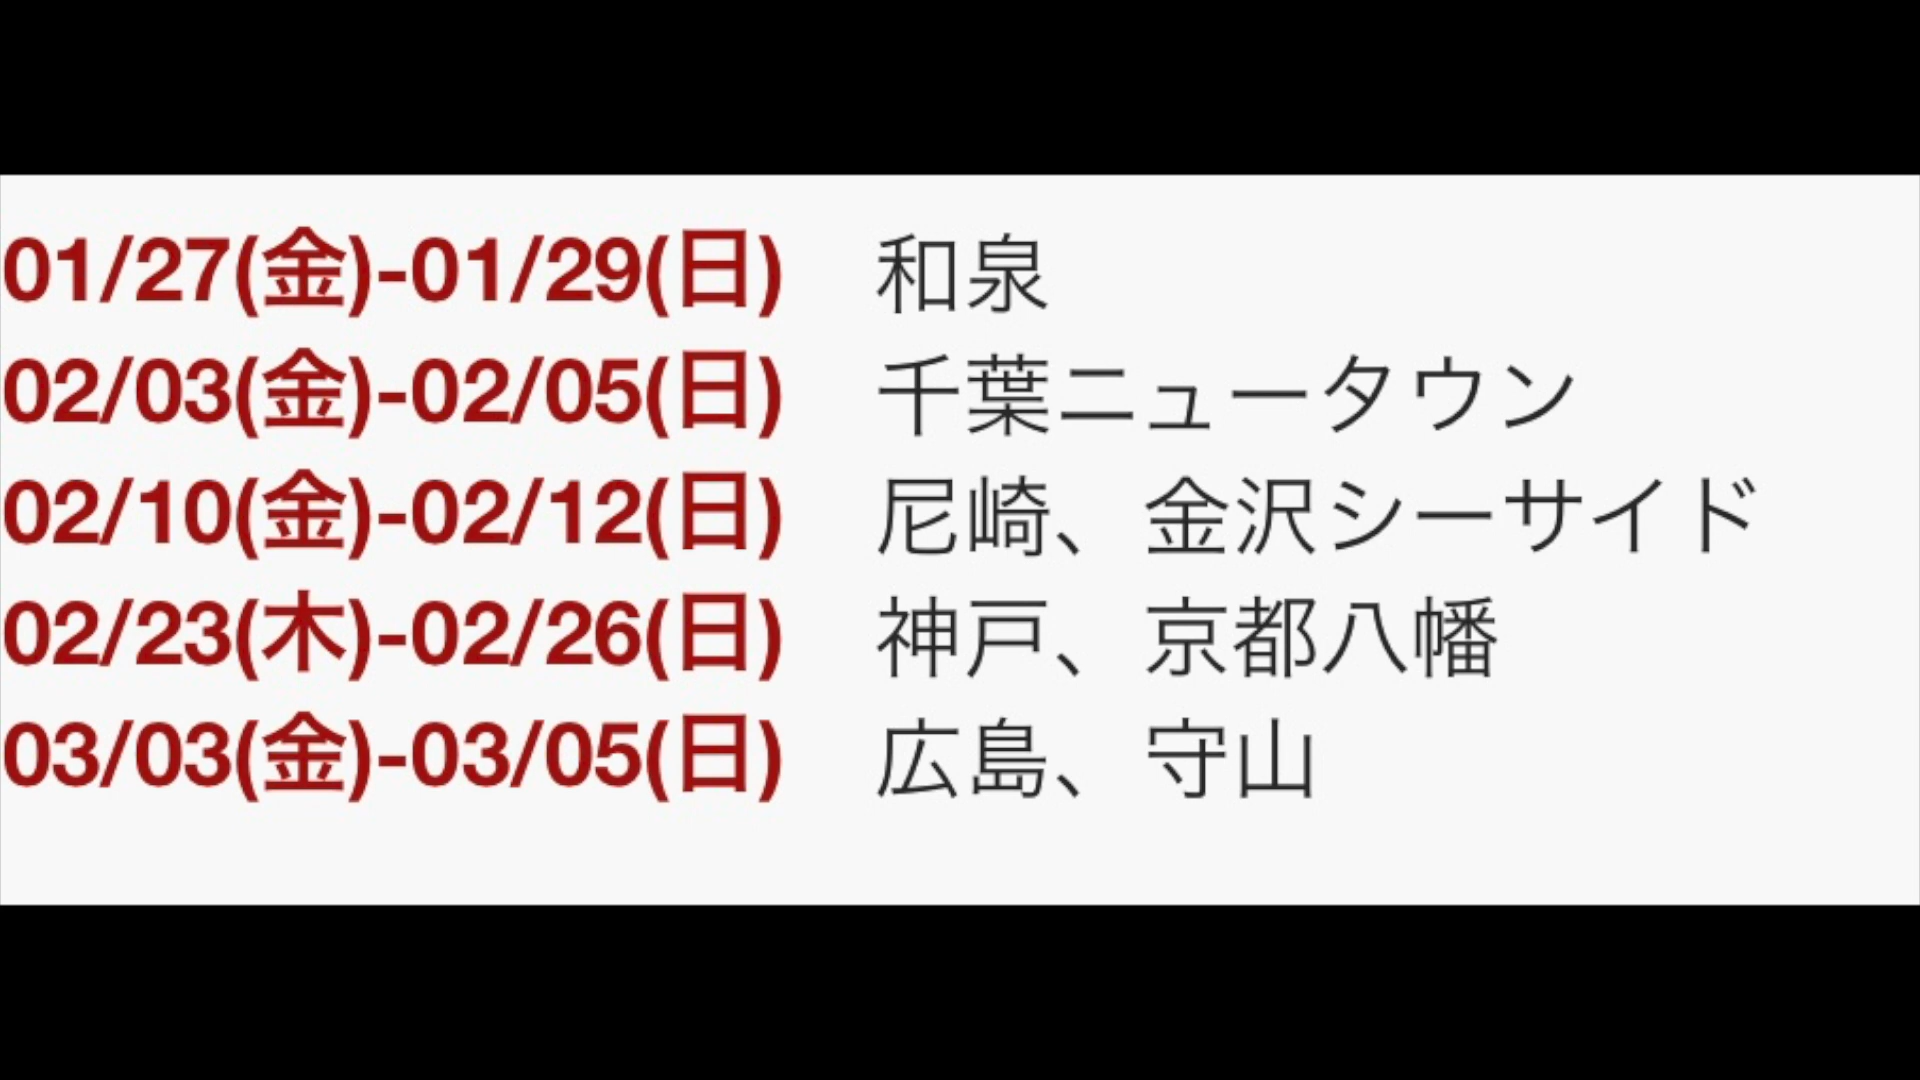 01/27(金)-01/29(日)　和泉
02/03(金)-02/05(日)　千葉ニュータウン
02/10(金)-02/12(日)　尼崎、金沢シーサイド
02/23(木)-02/26(日)　神戸、京都八幡
03/03(金)-03/05(日)　広島、守山